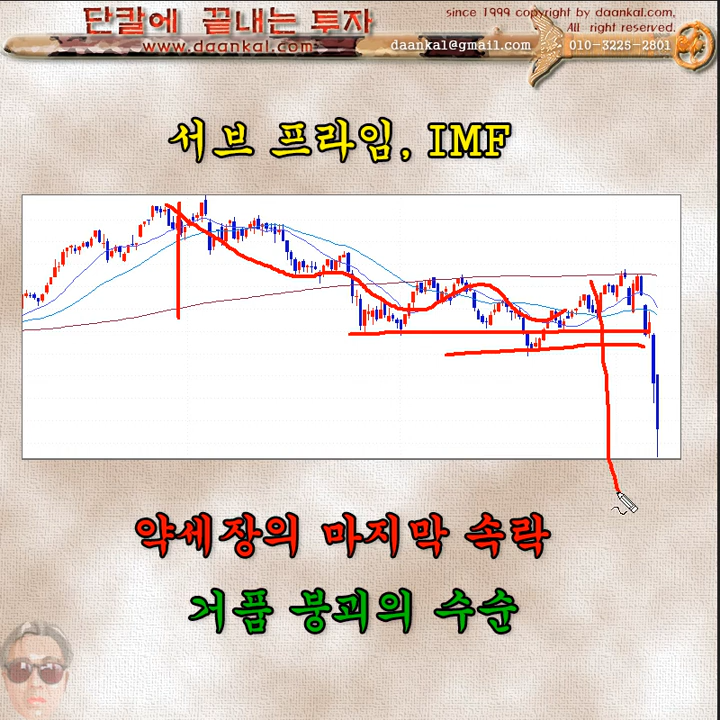 단칼에 끝내는 투자
since 1999 copyright by daankal.com,
All right reserved.
www.daankal.com
daankal@gmail.com
010-3225-2801
서브 프라임, IMF
약세장의 마지막 속락
거품 붕괴의 수순